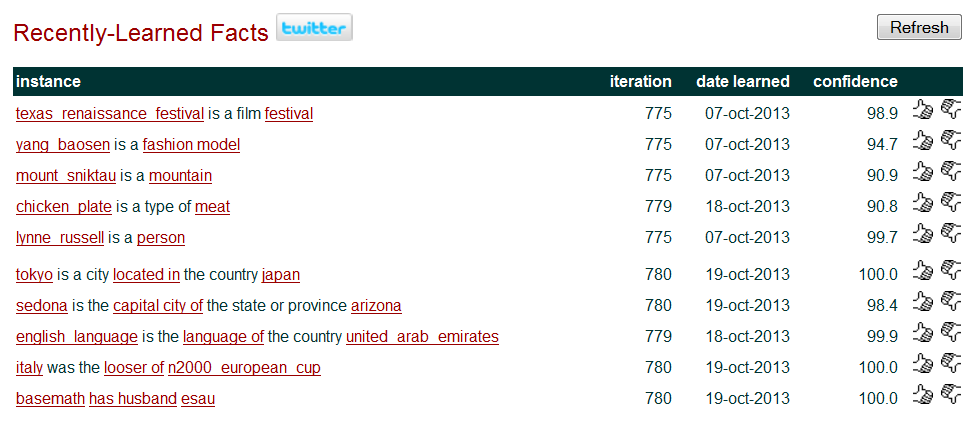 Recently-Learned Facts twitter Refresh
instance iteration date learned confidence
texas_renaissance_festival is a film festival 775 07-oct-2013 98.9
yang_baosen is a fashion model 775 07-oct-2013 94.7
mount_sniktau is a mountain 775 07-oct-2013 90.9
chicken_plate is a type of meat 779 18-oct-2013 90.8
lynne_russell is a person 775 07-oct-2013 99.7
tokyo is a city located in the country japan 780 19-oct-2013 100.0
sedona is the capital city of the state or province arizona 780 19-oct-2013 98.4
english_language is the language of the country united_arab_emirates 779 18-oct-2013 99.9
italy was the looser of n2000_european_cup 780 19-oct-2013 100.0
basemath has husband esau 780 19-oct-2013 100.0